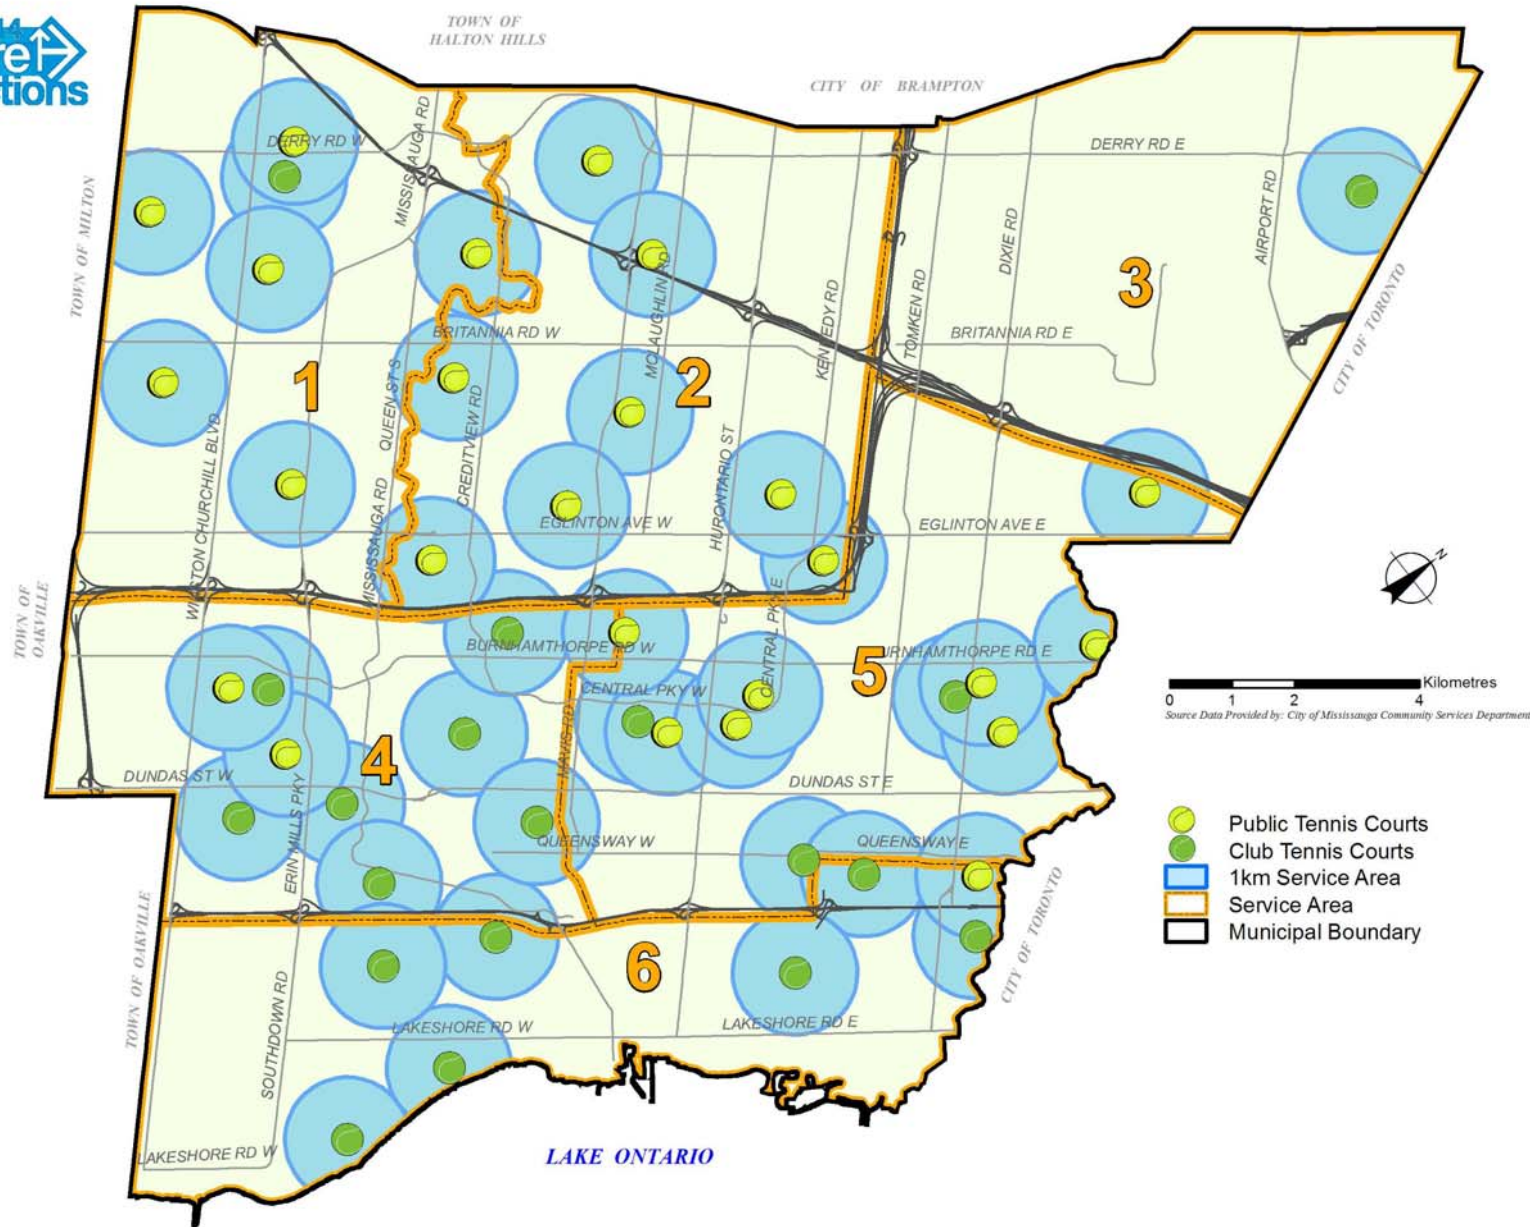 TOWN OF
HALTON HILLS
CITY OF BRAMPTON
DERRY RD W
MISSISSAUGA RD
DERRY RD E
AIRPORT RD
DIXIE RD
TOWN OF MILTON
3
TOMKEN RD
KENNEDY RD
MCLAUGHLIN RD
CITY OF TORONTO
BRITANNIA RD W
BRITANNIA RD E
1
2
QUEEN ST S
CREDITVIEW RD
WINSTON CHURCHILL BLVD
HURONTARIO ST
MISSISSAUGA RD
EGLINTON AVE W
EGLINTON AVE E
N
TOWN OF
OAKVILLE
CENTRAL PKY E
BURNHAMTHORPE RD W
URNHAMTHORPE RD E
5
CENTRAL PKY W
MAVIS RD
Kilometres
0 1 2 4
Source Data Provided by: City of Mississauga Community Services Department
4
DUNDAS ST W
DUNDAS ST E
ERIN MILLS PKY
QUEENSWAY W
QUEENSWAY E
Public Tennis Courts
Club Tennis Courts
1km Service Area
Service Area
Municipal Boundary
TOWN OF OAKVILLE
CITY OF TORONTO
6
SOUTHDOWN RD
LAKESHORE RD W
LAKESHORE RD E
LAKESHORE RD W
LAKE ONTARIO